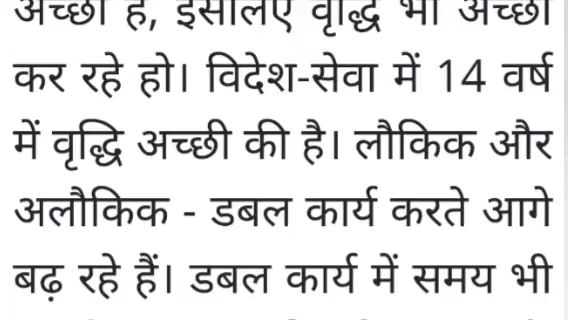 अच्छी है, इसलिए वृद्धि भी अच्छी
कर रहे हो। विदेश-सेवा में 14 वर्ष
में वृद्धि अच्छी की है। लौकिक और
अलौकिक - डबल कार्य करते आगे
बढ़ रहे हैं। डबल कार्य में समय भी